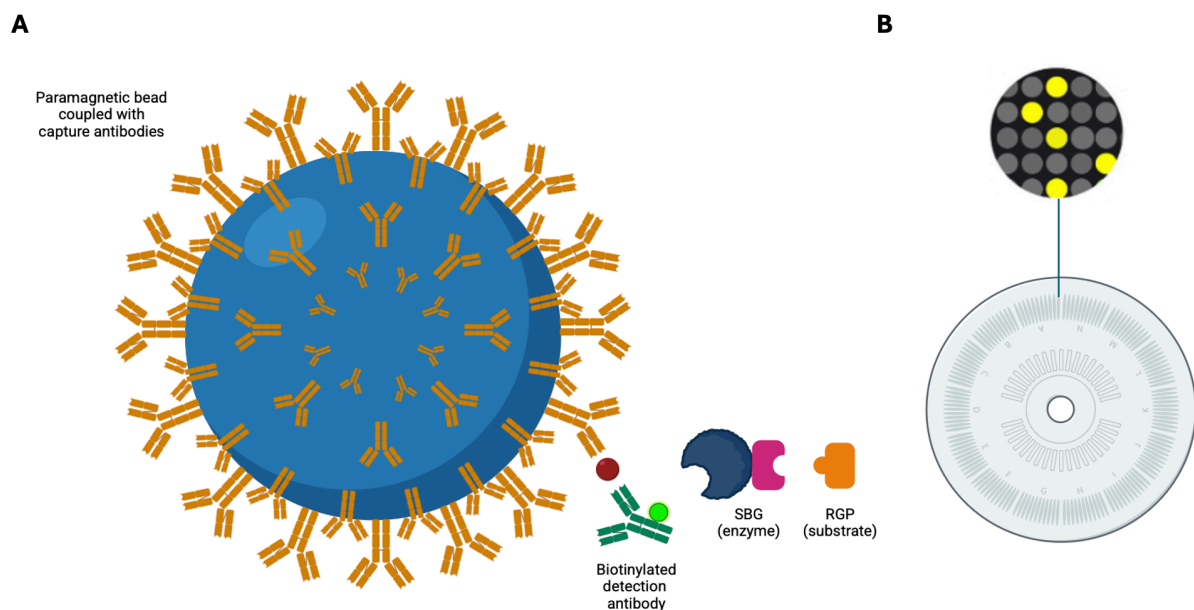 A
Paramagnetic bead
coupled with
capture antibodies
SBG
(enzyme)
RGP
(substrate)
Biotinylated
detection
antibody
B
A
B
C
D
E
F
G
H
I
J
K
L
M
N